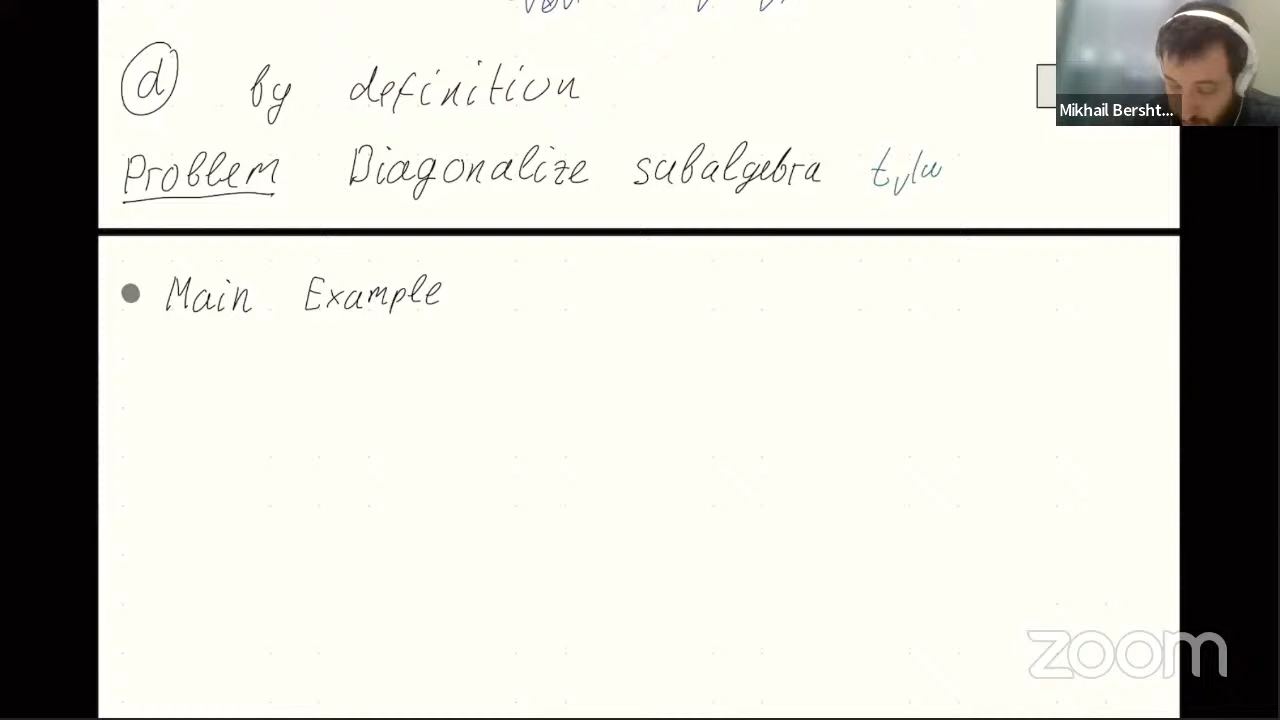 ⓓ by definition
Mikhail Bersht...
Problem Diagonalize subalgebra
• Main Example
zoom